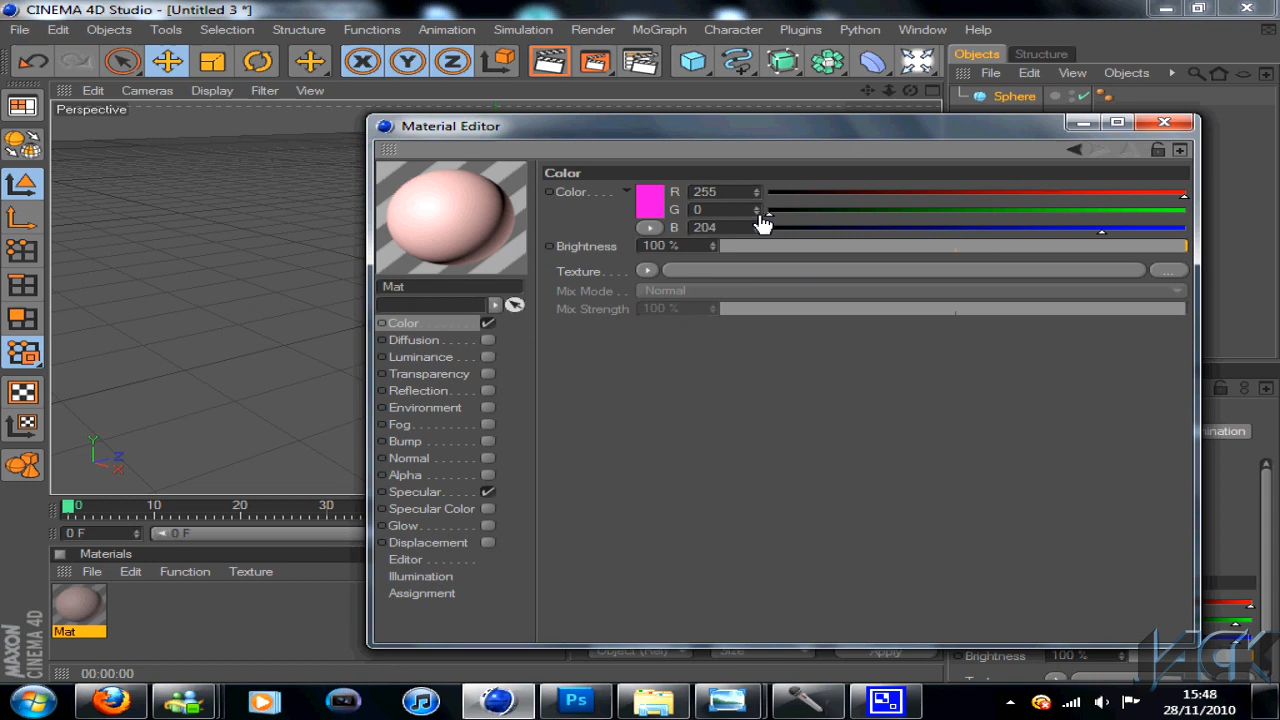 CINEMA 4D Studio - [Untitled 3 *]
File Edit Objects Tools Selection Structure Functions Animation Simulation Render MoGraph Character Plugins Python Window Help
X Y Z
Objects Structure
File Edit View Objects
Edit Cameras Display Filter View
Sphere
Perspective
Material Editor
Color
Color R 255
G 0
B 204
Brightness 100 %
Texture ...
Mix Mode Normal
Mix Strength 100 %
Mat
Color
Diffusion
Luminance
Transparency
Reflection
Environment
Fog
Bump
Normal
Alpha
Specular
Specular Color
Glow
Displacement
Editor
Illumination
Assignment
mination
Y
Z
X
0 10 20 30
0 F 0 F
Materials
File Edit Function Texture
Mat
MAXON
CINEMA 4D
00:00:00
Object (Rel) Size Apply
Brightness 100 %
JACK
Ps
15:48
28/11/2010